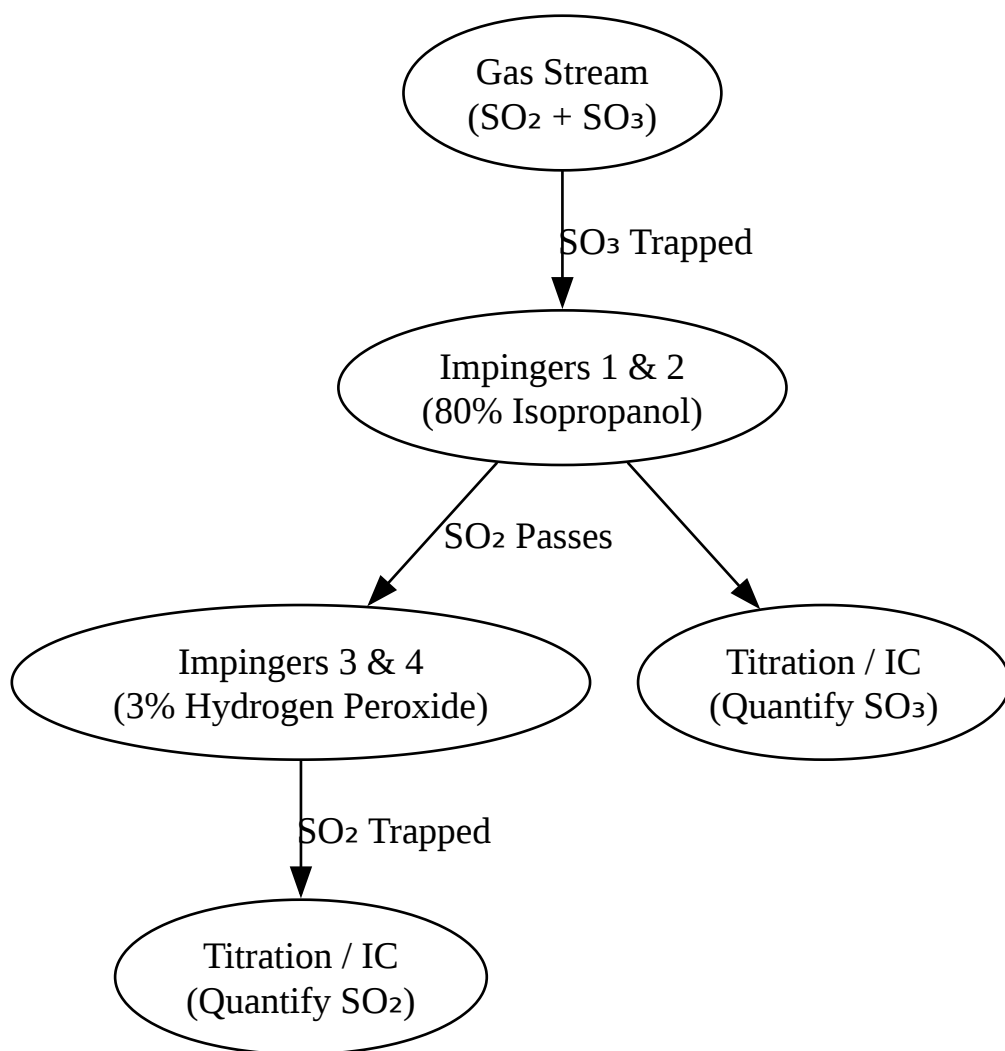 Gas Stream
(SO₂ + SO₃)
SO₃ Trapped
Impingers 1 & 2
(80% Isopropanol)
SO₂ Passes
Impingers 3 & 4
(3% Hydrogen Peroxide)
Titration / IC
(Quantify SO₃)
SO₂ Trapped
Titration / IC
(Quantify SO₂)